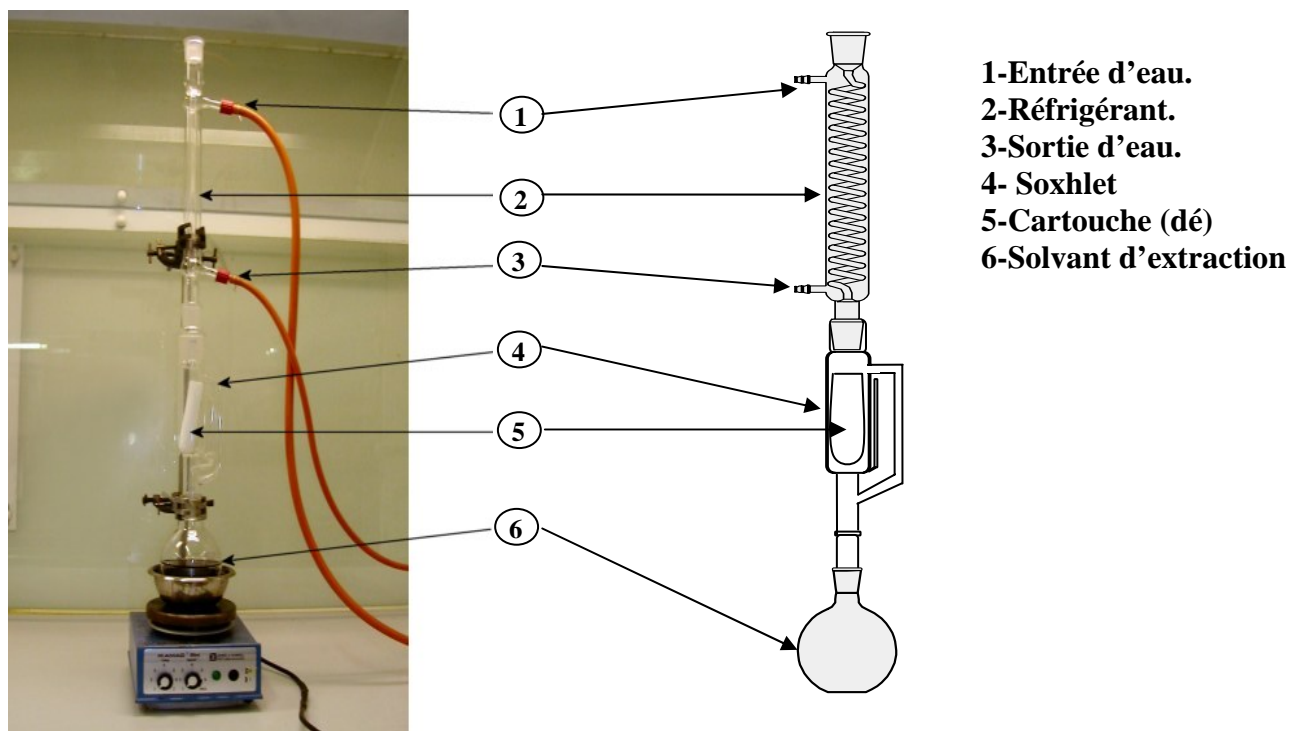 1
2
3
4
5
6
1-Entrée d’eau.
2-Réfrigérant.
3-Sortie d’eau.
4- Soxhlet
5-Cartouche (dé)
6-Solvant d’extraction